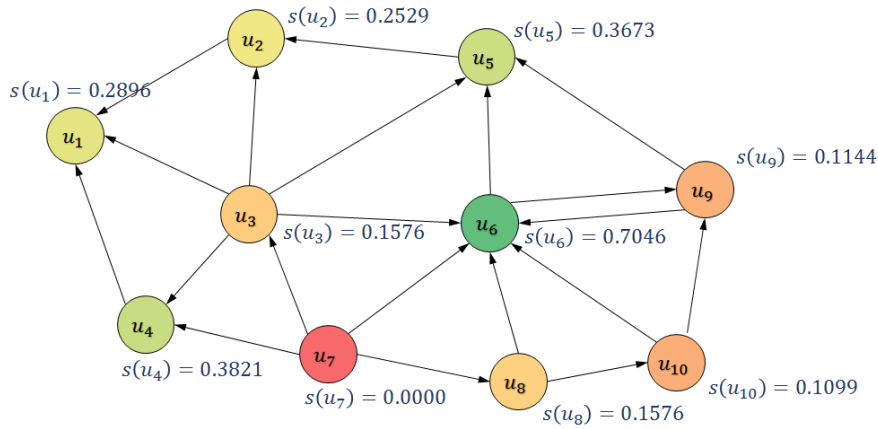 s(u₂) = 0.2529
u₂
s(u₅) = 0.3673
u₅
s(u₁) = 0.2896
u₁
s(u₉) = 0.1144
u₉
u₃
s(u₃) = 0.1576
u₆
s(u₆) = 0.7046
u₄
s(u₄) = 0.3821
u₇
s(u₇) = 0.0000
u₈
s(u₈) = 0.1576
u₁₀
s(u₁₀) = 0.1099